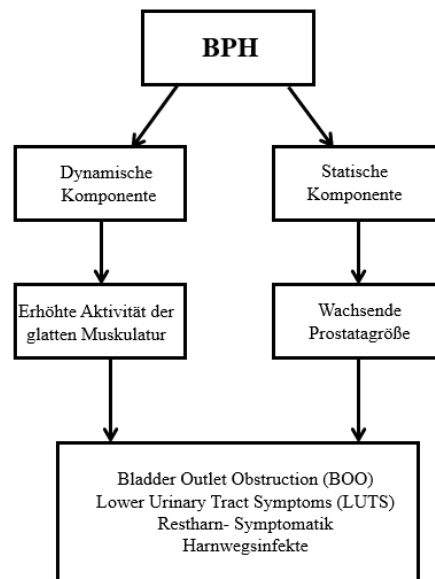 BPH
Dynamische
Komponente
Statische
Komponente
Erhöhte Aktivität der
glatten Muskulatur
Wachsende
Prostatagröße
Bladder Outlet Obstruction (BOO)
Lower Urinary Tract Symptoms (LUTS)
Restharn- Symptomatik
Harnwegsinfekte